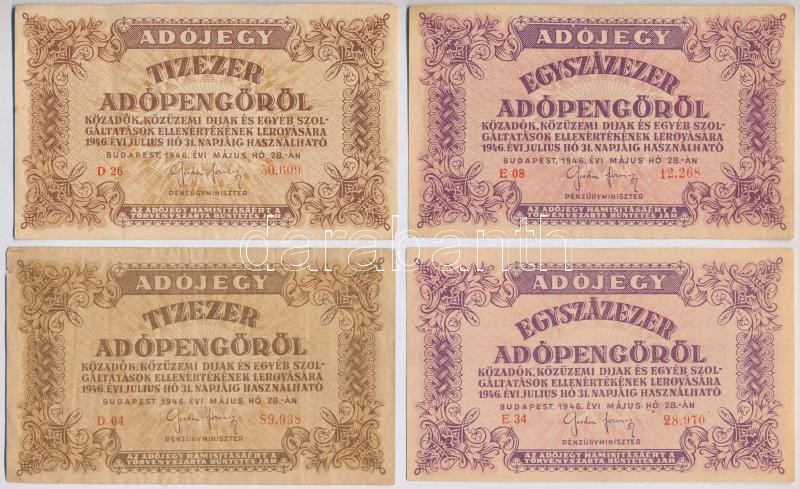 ADÓJEGY
TIZEZER
ADÓPENGŐRŐL
KÖZADÓK, KÖZÜZEMI DIJAK ÉS EGYÉB SZOL-
GÁLTATÁSOK ELLENÉRTÉKÉNEK LEROVÁSÁRA
1946. ÉVI JULIUS HÓ 31. NAPJÁIG HASZNÁLHATÓ
BUDAPEST, 1946. ÉVI MÁJUS HÓ 28.-ÁN
D 26 50.609
PÉNZÜGYMINISZTER
AZ ADÓJEGY HAMISITÁSÁÉRT A
TÖRVÉNYSZABTA BÜNTETÉS JÁR
ADÓJEGY
EGYSZÁZEZER
ADÓPENGŐRŐL
KÖZADÓK, KÖZÜZEMI DIJAK ÉS EGYÉB SZOL-
GÁLTATÁSOK ELLENÉRTÉKÉNEK LEROVÁSÁRA
1946. ÉVI JULIUS HÓ 31. NAPJÁIG HASZNÁLHATÓ
BUDAPEST, 1946. ÉVI MÁJUS HÓ 28.-ÁN
E 08 12.268
PÉNZÜGYMINISZTER
AZ ADÓJEGY HAMISITÁSÁÉRT A
TÖRVÉNYSZABTA BÜNTETÉS JÁR
darabanth
ADÓJEGY
TIZEZER
ADÓPENGŐRŐL
KÖZADÓK, KÖZÜZEMI DIJAK ÉS EGYÉB SZOL-
GÁLTATÁSOK ELLENÉRTÉKÉNEK LEROVÁSÁRA
1946. ÉVI JULIUS HÓ 31. NAPJÁIG HASZNÁLHATÓ
BUDAPEST, 1946. ÉVI MÁJUS HÓ 28.-ÁN
D 04 89.938
PÉNZÜGYMINISZTER
AZ ADÓJEGY HAMISITÁSÁÉRT A
TÖRVÉNYSZABTA BÜNTETÉS JÁR
ADÓJEGY
EGYSZÁZEZER
ADÓPENGŐRŐL
KÖZADÓK, KÖZÜZEMI DIJAK ÉS EGYÉB SZOL-
GÁLTATÁSOK ELLENÉRTÉKÉNEK LEROVÁSÁRA
1946. ÉVI JULIUS HÓ 31. NAPJÁIG HASZNÁLHATÓ
BUDAPEST, 1946. ÉVI MÁJUS HÓ 28.-ÁN
E 34 28.970
PÉNZÜGYMINISZTER
AZ ADÓJEGY HAMISITÁSÁÉRT A
TÖRVÉNYSZABTA BÜNTETÉS JÁR